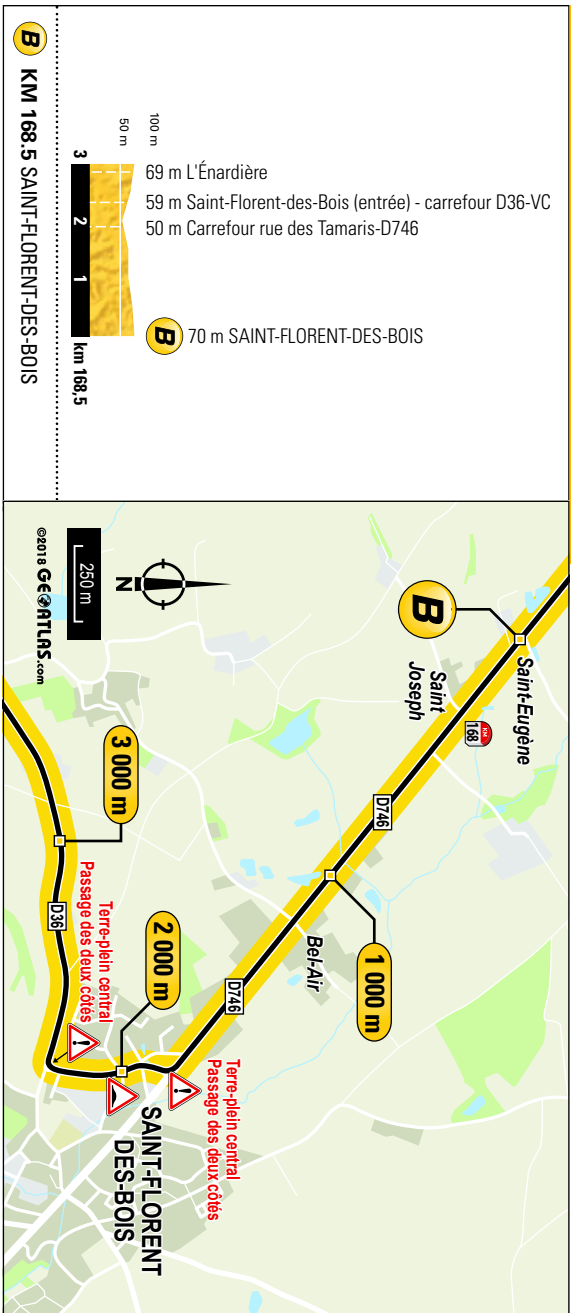 B KM 168.5 SAINT-FLORENT-DES-BOIS
100 m
50 m
69 m L'Énardière
59 m Saint-Florent-des-Bois (entrée) - carrefour D36-VC
50 m Carrefour rue des Tamaris-D746
B 70 m SAINT-FLORENT-DES-BOIS
3 2 1 km 168,5
B
Saint-Eugène
Saint
Joseph
KM
168
D746
1 000 m
Bel-Air
D746
3 000 m
2 000 m
D36
Terre-plein central
Passage des deux côtés
Terre-plein central
Passage des deux côtés
SAINT-FLORENT
DES-BOIS
N
250 m
©2018 GEOATLAS.com